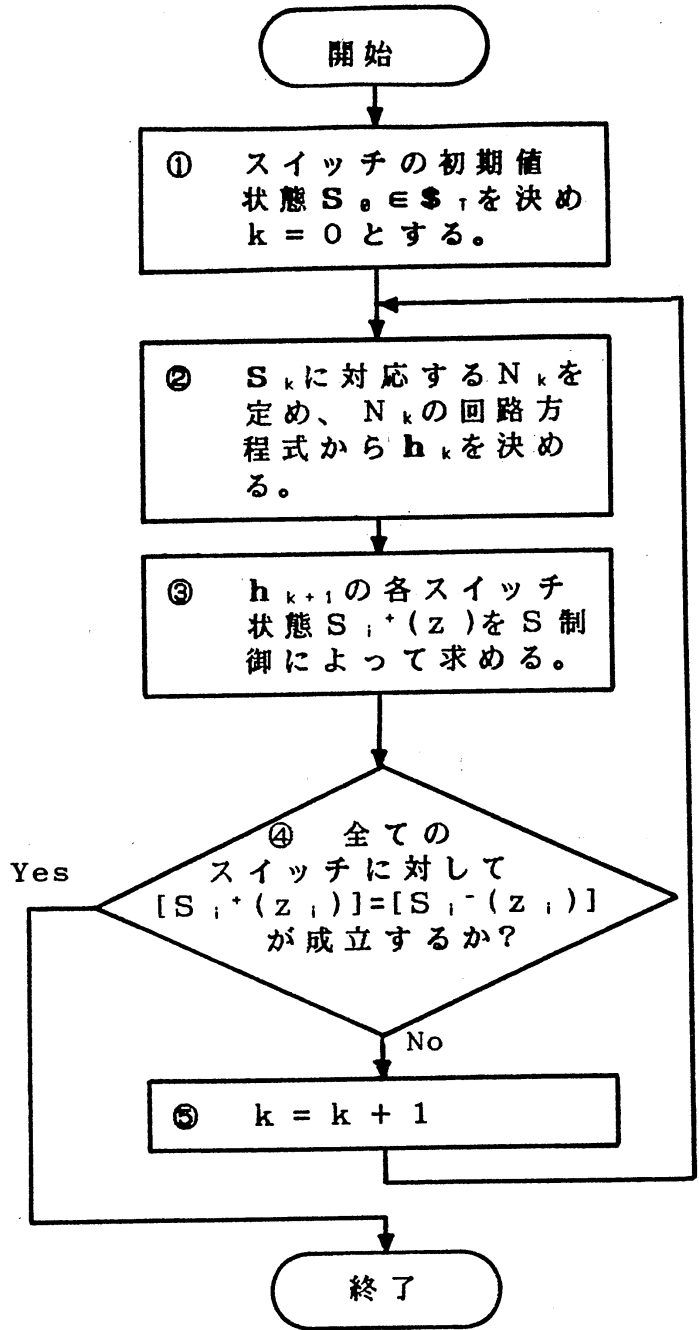 開始
① スイッチの初期値
状態S₀∈$ᴛを決め
k=0とする。
② Sₖに対応するNₖを
定め、Nₖの回路方
程式からhₖを決め
る。
③ hₖ₊₁の各スイッチ
状態Sᵢ⁺(z)をS制
御によって求める。
④ 全ての
スイッチに対して
[Sᵢ⁺(zᵢ)]=[Sᵢ⁻(zᵢ)]
が成立するか?
Yes
No
⑤ k=k+1
終了